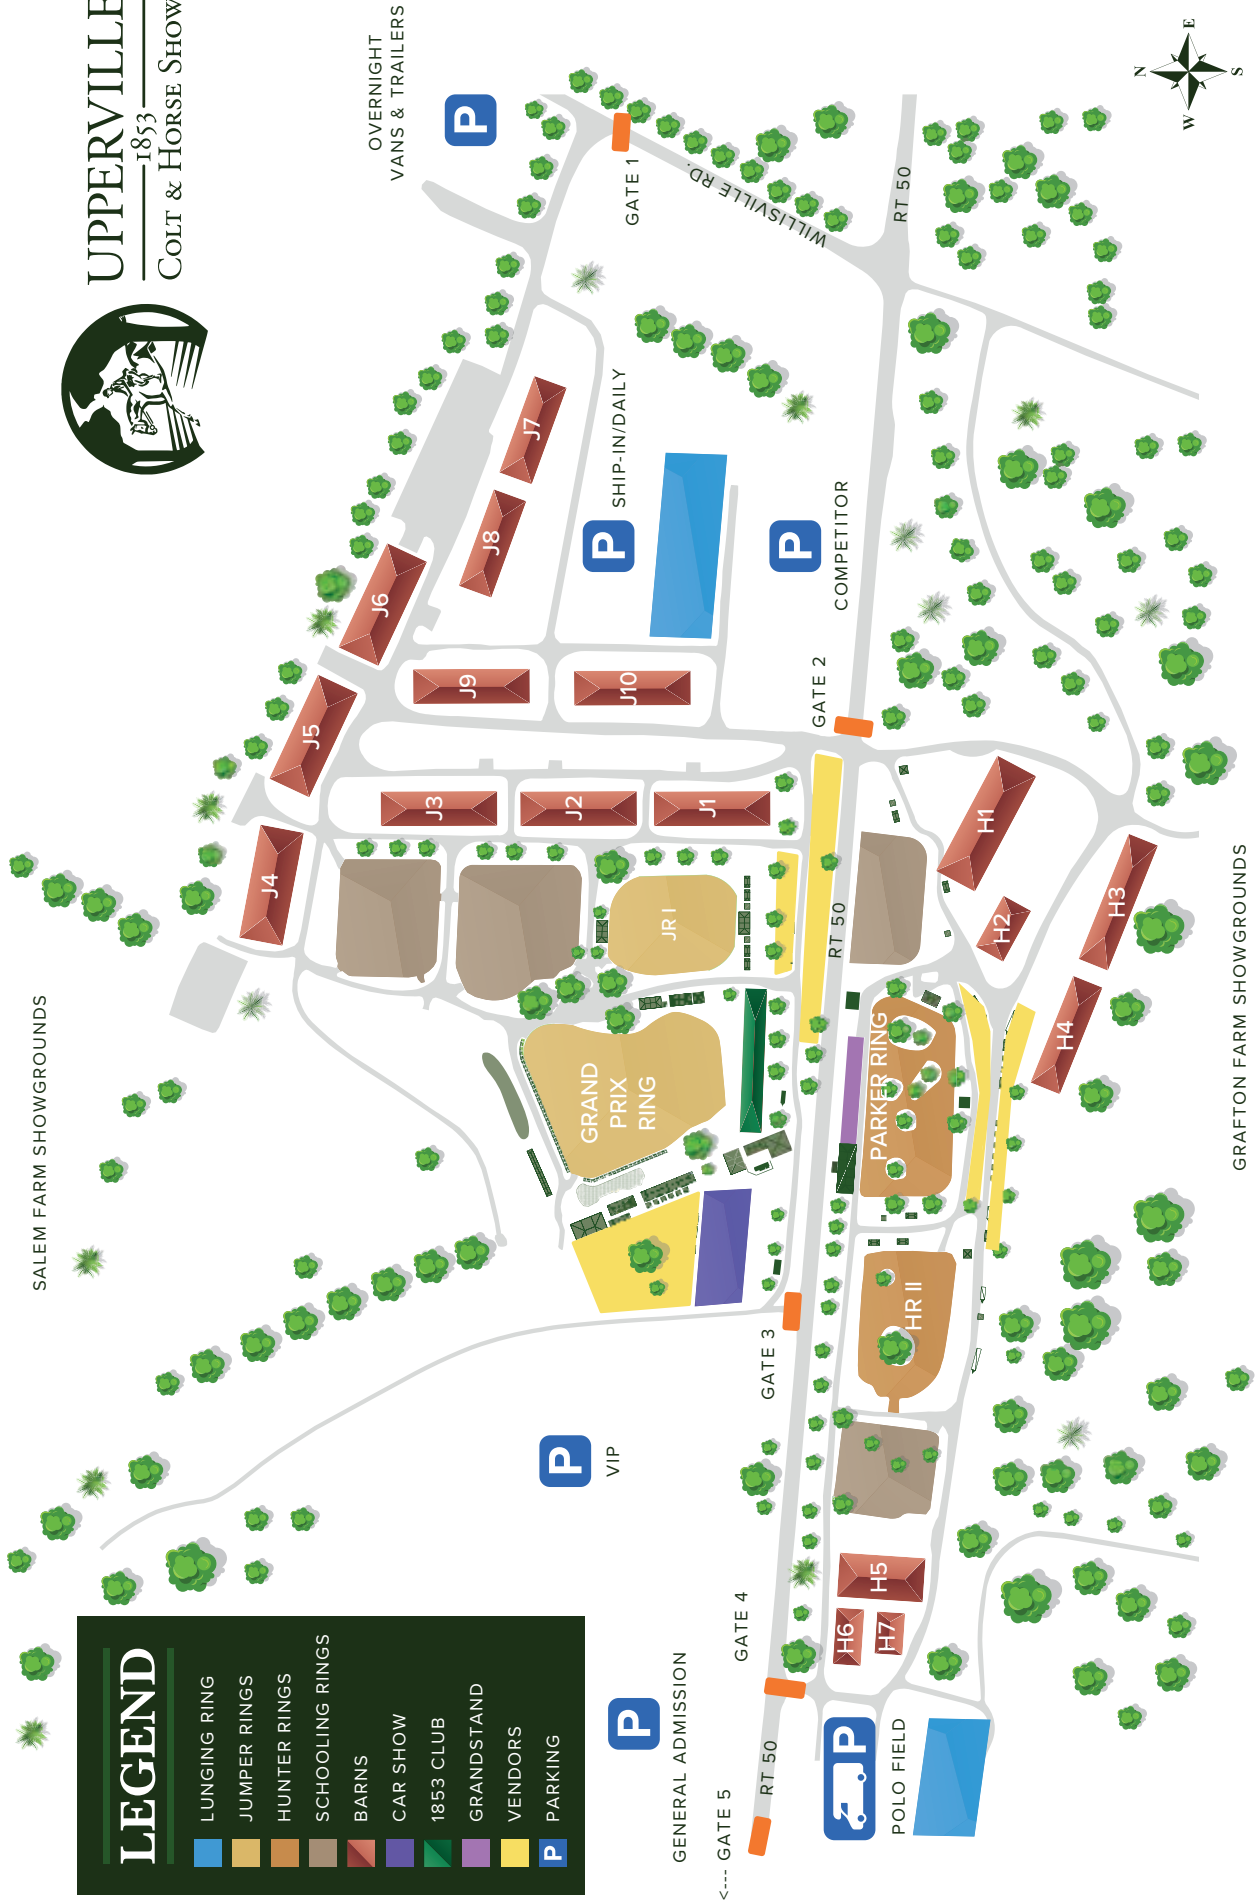 UPPERVILLE
1853
COLT & HORSE SHOW
OVERNIGHT
VANS & TRAILERS
P
GATE 1
WILLISVILLE RD.
RT 50
N
E
S
W
SHIP-IN/DAILY
P
COMPETITOR
P
GATE 2
J7
J8
J6
J5
J9
J10
J4
J3
J2
J1
JR I
GRAND
PRIX
RING
RT 50
H1
H2
H3
H4
PARKER RING
HR II
GATE 3
P
VIP
H5
H6
H7
GATE 4
P
GENERAL ADMISSION
RT 50
<--- GATE 5
P
POLO FIELD
SALEM FARM SHOWGROUNDS
GRAFTON FARM SHOWGROUNDS
LEGEND
LUNGING RING
JUMPER RINGS
HUNTER RINGS
SCHOOLING RINGS
BARNS
CAR SHOW
1853 CLUB
GRANDSTAND
VENDORS
P PARKING